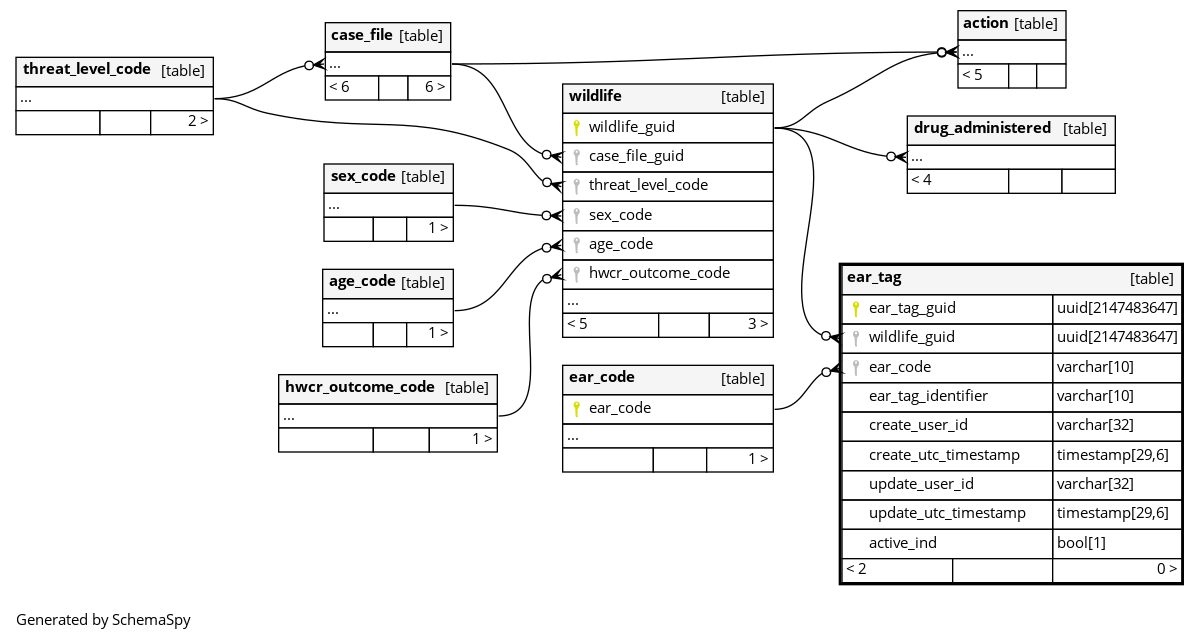 threat_level_code [table]
...
2 >
case_file [table]
...
< 6 6 >
action [table]
...
< 5
wildlife [table]
wildlife_guid
case_file_guid
threat_level_code
sex_code
age_code
hwcr_outcome_code
...
< 5 3 >
drug_administered [table]
...
< 4
sex_code [table]
...
1 >
age_code [table]
...
1 >
hwcr_outcome_code [table]
...
1 >
ear_code [table]
ear_code
...
1 >
ear_tag [table]
ear_tag_guid uuid[2147483647]
wildlife_guid uuid[2147483647]
ear_code varchar[10]
ear_tag_identifier varchar[10]
create_user_id varchar[32]
create_utc_timestamp timestamp[29,6]
update_user_id varchar[32]
update_utc_timestamp timestamp[29,6]
active_ind bool[1]
< 2 0 >
Generated by SchemaSpy